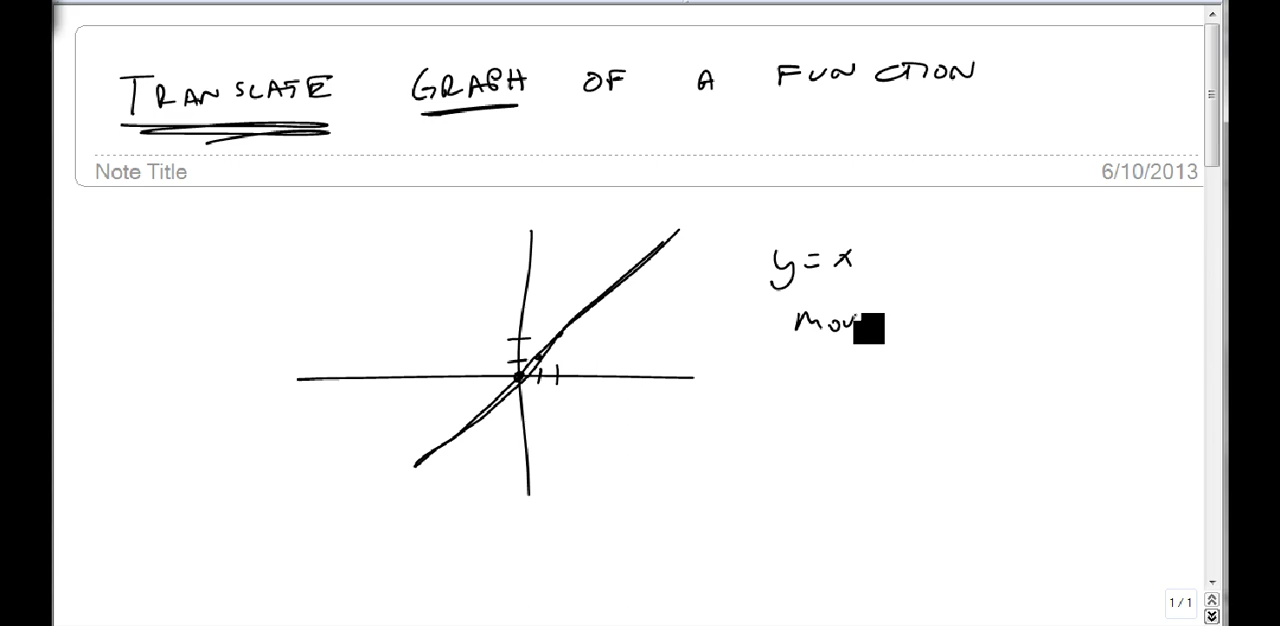 TRANSLATE GRAPH OF A FUNCTION
Note Title
6/10/2013
y = x
1 / 1